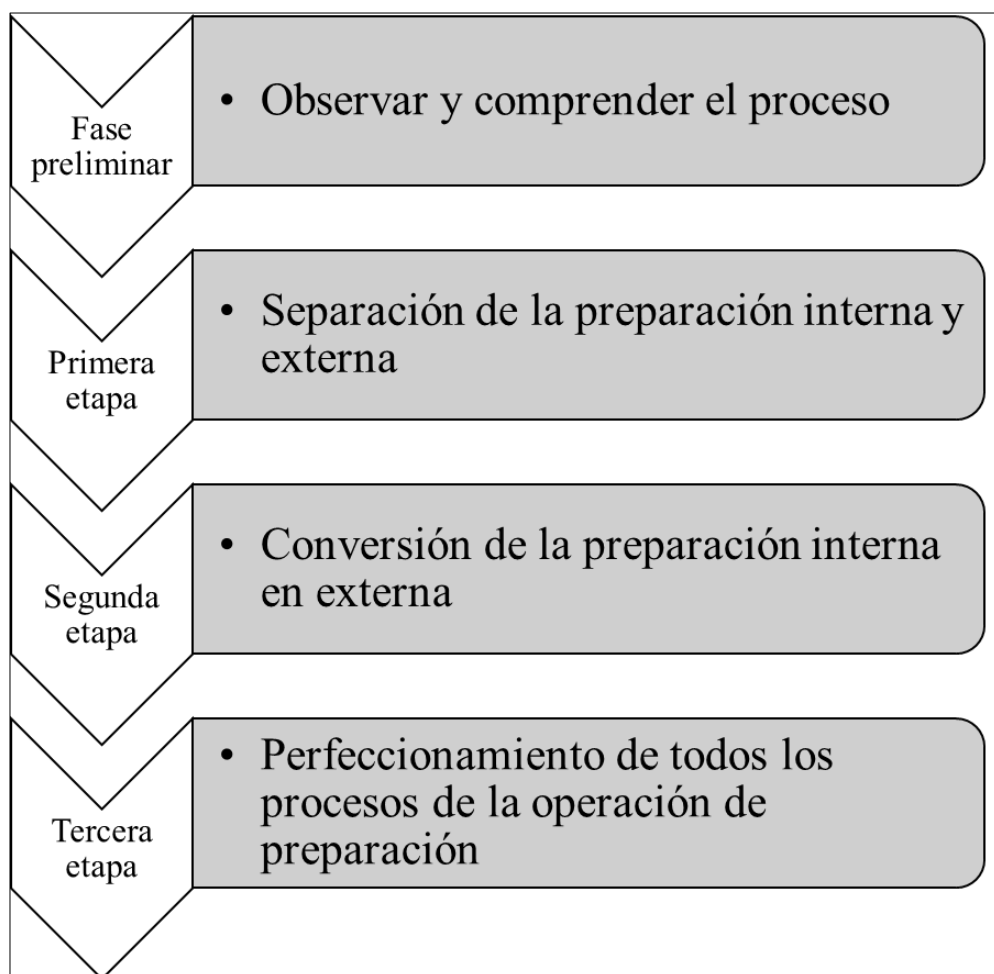 Fase
preliminar
• Observar y comprender el proceso
Primera
etapa
• Separación de la preparación interna y
externa
Segunda
etapa
• Conversión de la preparación interna
en externa
Tercera
etapa
• Perfeccionamiento de todos los
procesos de la operación de
preparación